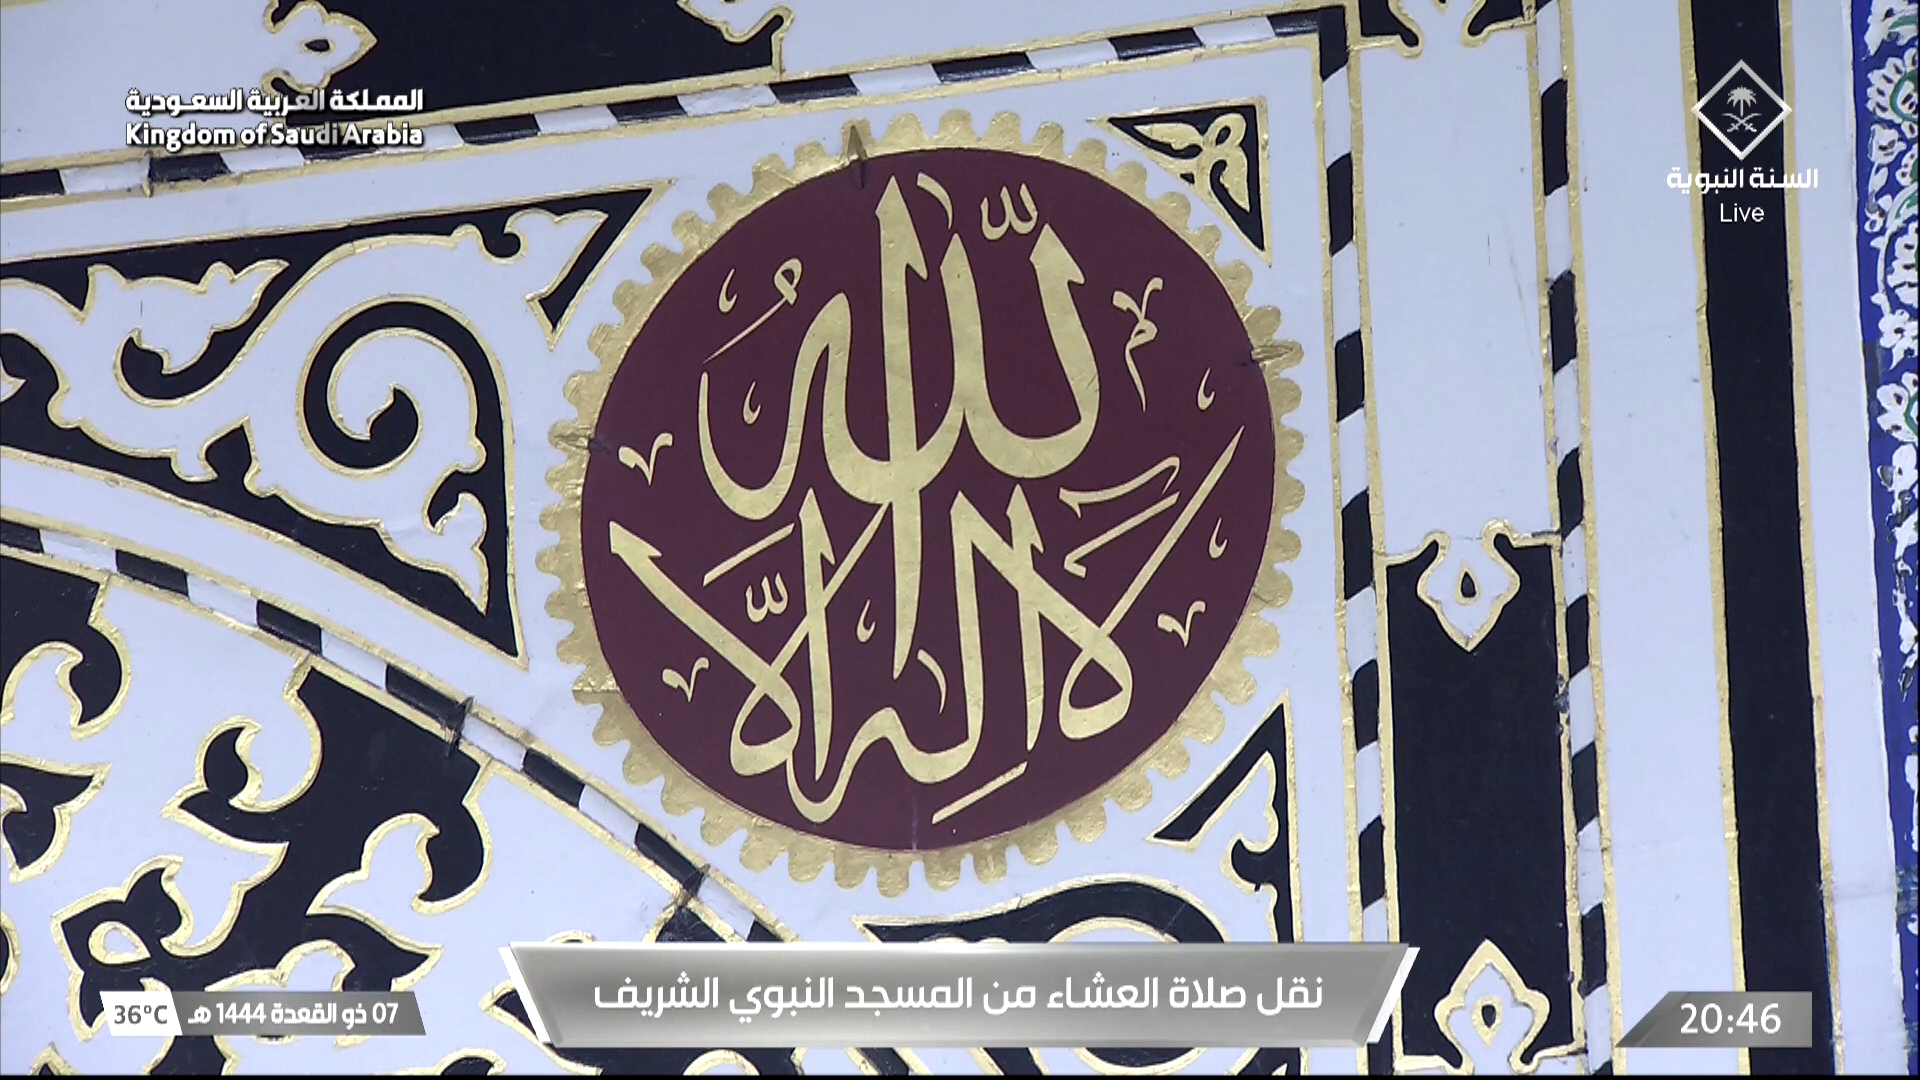 المملكة العربية السعودية
Kingdom of Saudi Arabia
السنة النبوية
Live
لا إله إلا الله
نقل صلاة العشاء من المسجد النبوي الشريف
36°C
07 ذو القعدة 1444 هـ
20:46